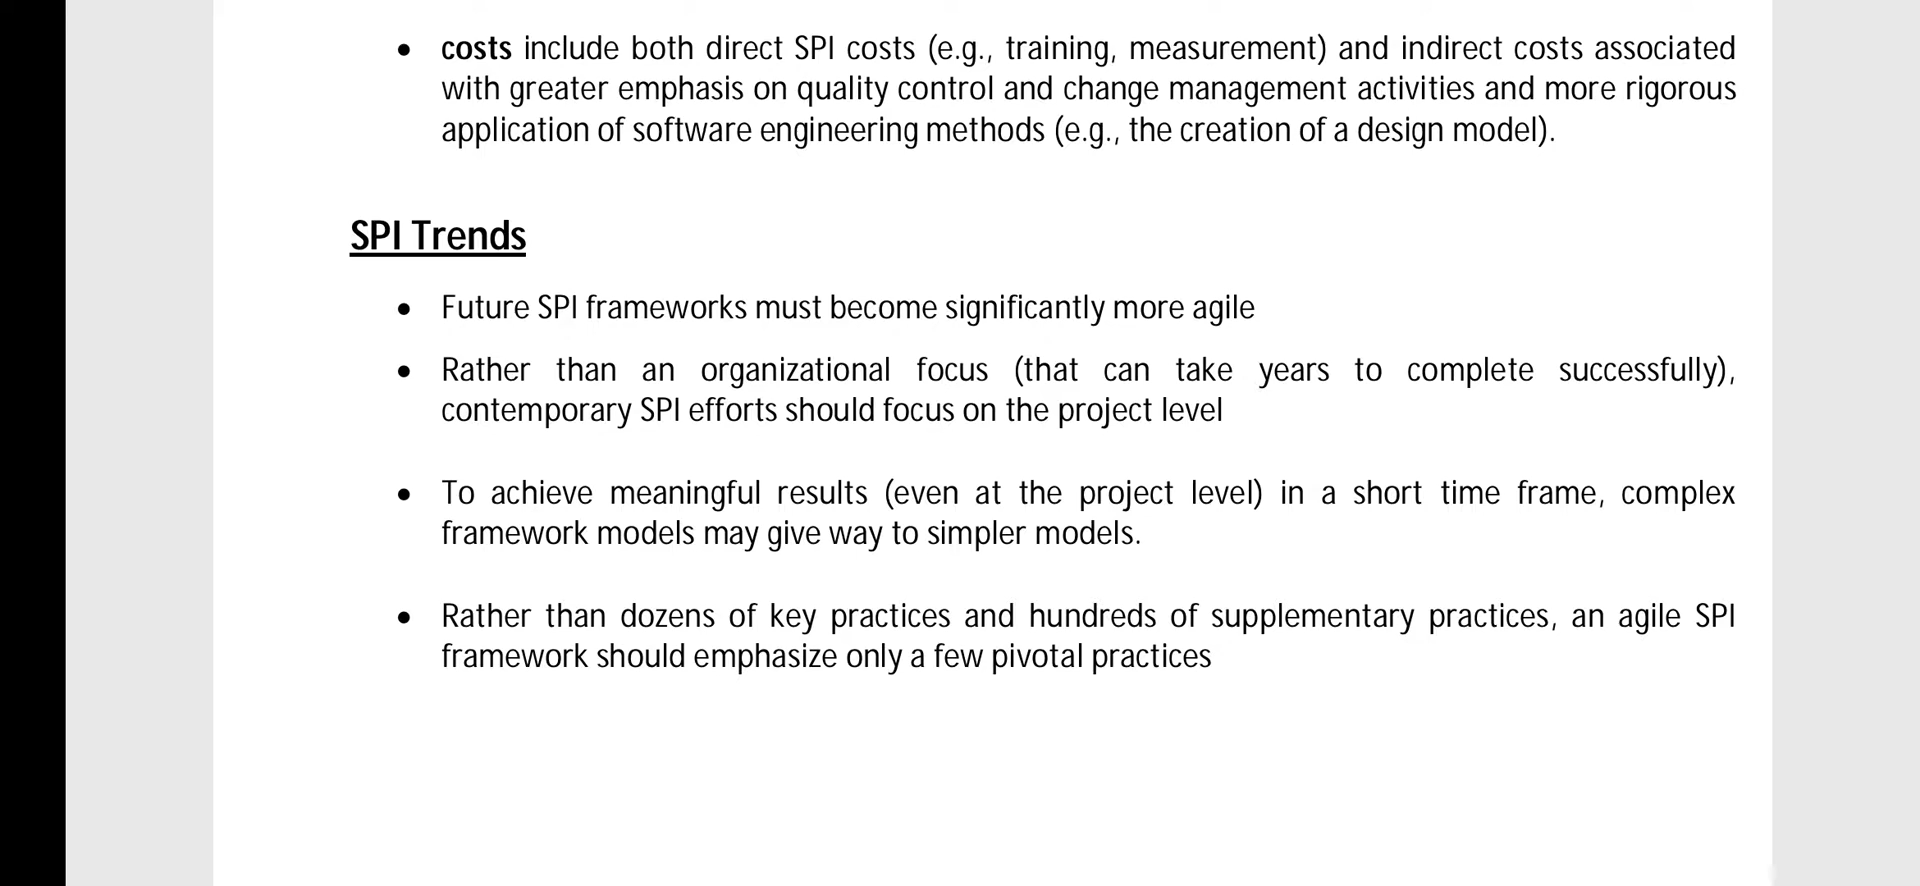 • costs include both direct SPI costs (e.g., training, measurement) and indirect costs associated
with greater emphasis on quality control and change management activities and more rigorous
application of software engineering methods (e.g., the creation of a design model).
SPI Trends
• Future SPI frameworks must become significantly more agile
• Rather than an organizational focus (that can take years to complete successfully),
contemporary SPI efforts should focus on the project level
• To achieve meaningful results (even at the project level) in a short time frame, complex
framework models may give way to simpler models.
• Rather than dozens of key practices and hundreds of supplementary practices, an agile SPI
framework should emphasize only a few pivotal practices